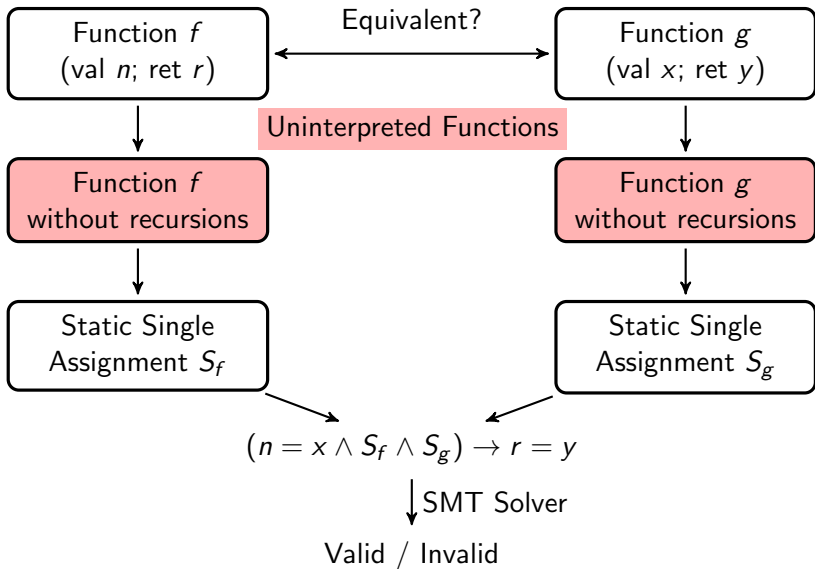 Function f
(val n; ret r)
Equivalent?
Function g
(val x; ret y)
Uninterpreted Functions
Function f
without recursions
Function g
without recursions
Static Single
Assignment S_f
Static Single
Assignment S_g
(n = x ∧ S_f ∧ S_g) → r = y
SMT Solver
Valid / Invalid